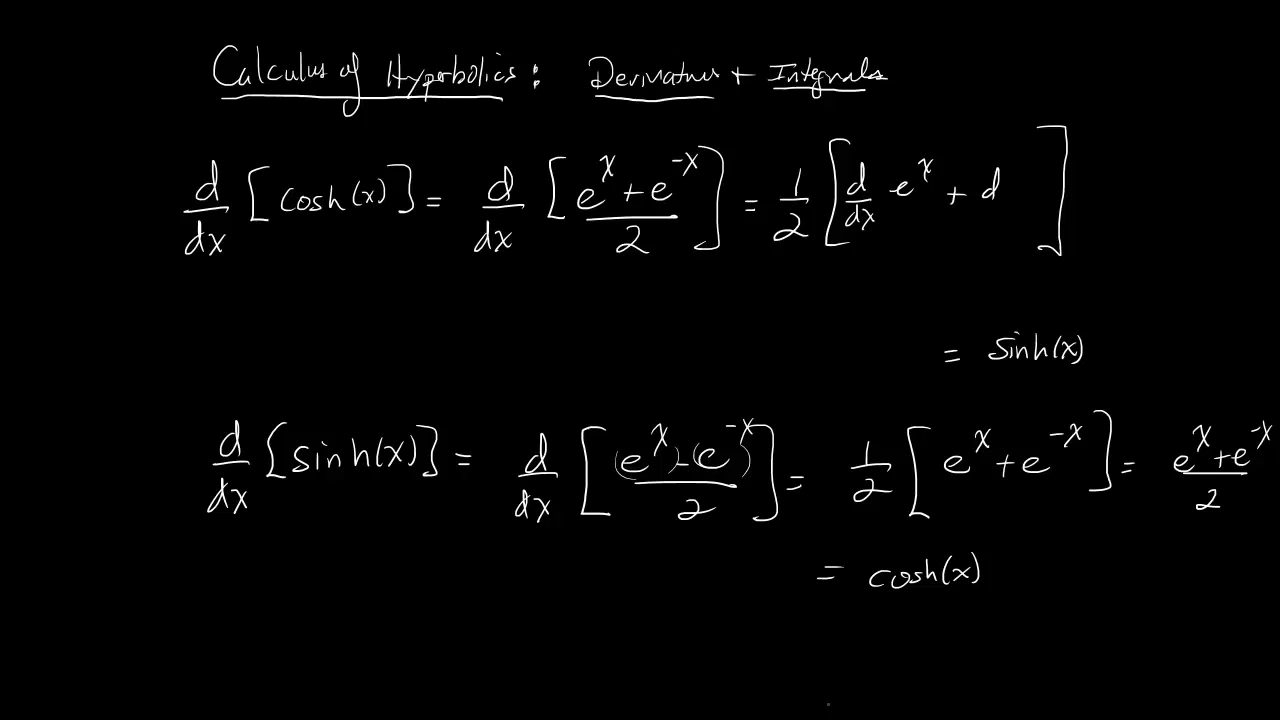 Calculus of Hyperbolics: Derivatives + Integrals
d/dx [cosh(x)] = d/dx [(e^x + e^-x)/2] = 1/2 [d/dx e^x + d ]
= sinh(x)
d/dx [sinh(x)] = d/dx [((e^x) - (e^-x))/2] = 1/2 [e^x + e^-x] = (e^x + e^-x)/2
= cosh(x)